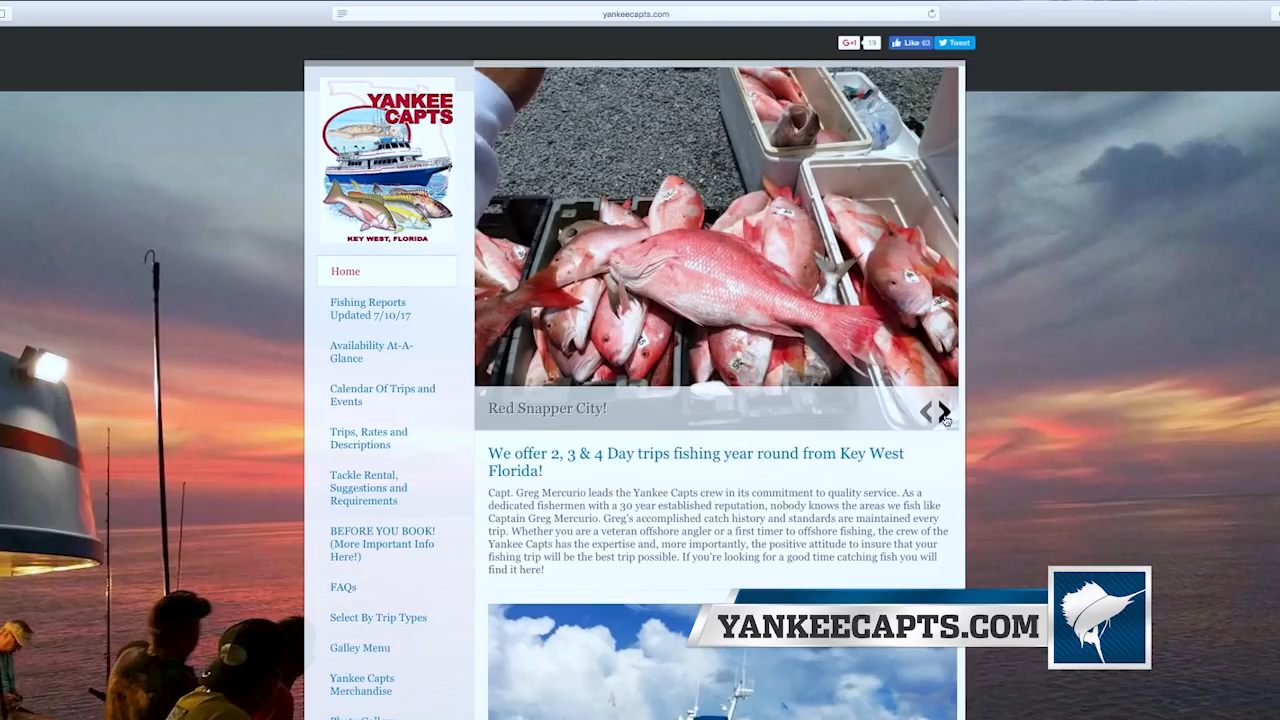 yankeecapts.com
G+1 19 Like 63 Tweet
YANKEE
CAPTS
KEY WEST, FLORIDA
Home
Fishing Reports
Updated 7/10/17
Availability At-A-
Glance
Calendar Of Trips and
Events
Trips, Rates and
Descriptions
Tackle Rental,
Suggestions and
Requirements
BEFORE YOU BOOK!
(More Important Info
Here!)
FAQs
Select By Trip Types
Galley Menu
Yankee Capts
Merchandise
Red Snapper City!
We offer 2, 3 & 4 Day trips fishing year round from Key West
Florida!
Capt. Greg Mercurio leads the Yankee Capts crew in its commitment to quality service. As a
dedicated fishermen with a 30 year established reputation, nobody knows the areas we fish like
Captain Greg Mercurio. Greg's accomplished catch history and standards are maintained every
trip. Whether you are a veteran offshore angler or a first timer to offshore fishing, the crew of the
Yankee Capts has the expertise and, more importantly, the positive attitude to insure that your
fishing trip will be the best trip possible. If you're looking for a good time catching fish you will
find it here!
YANKEECAPTS.COM